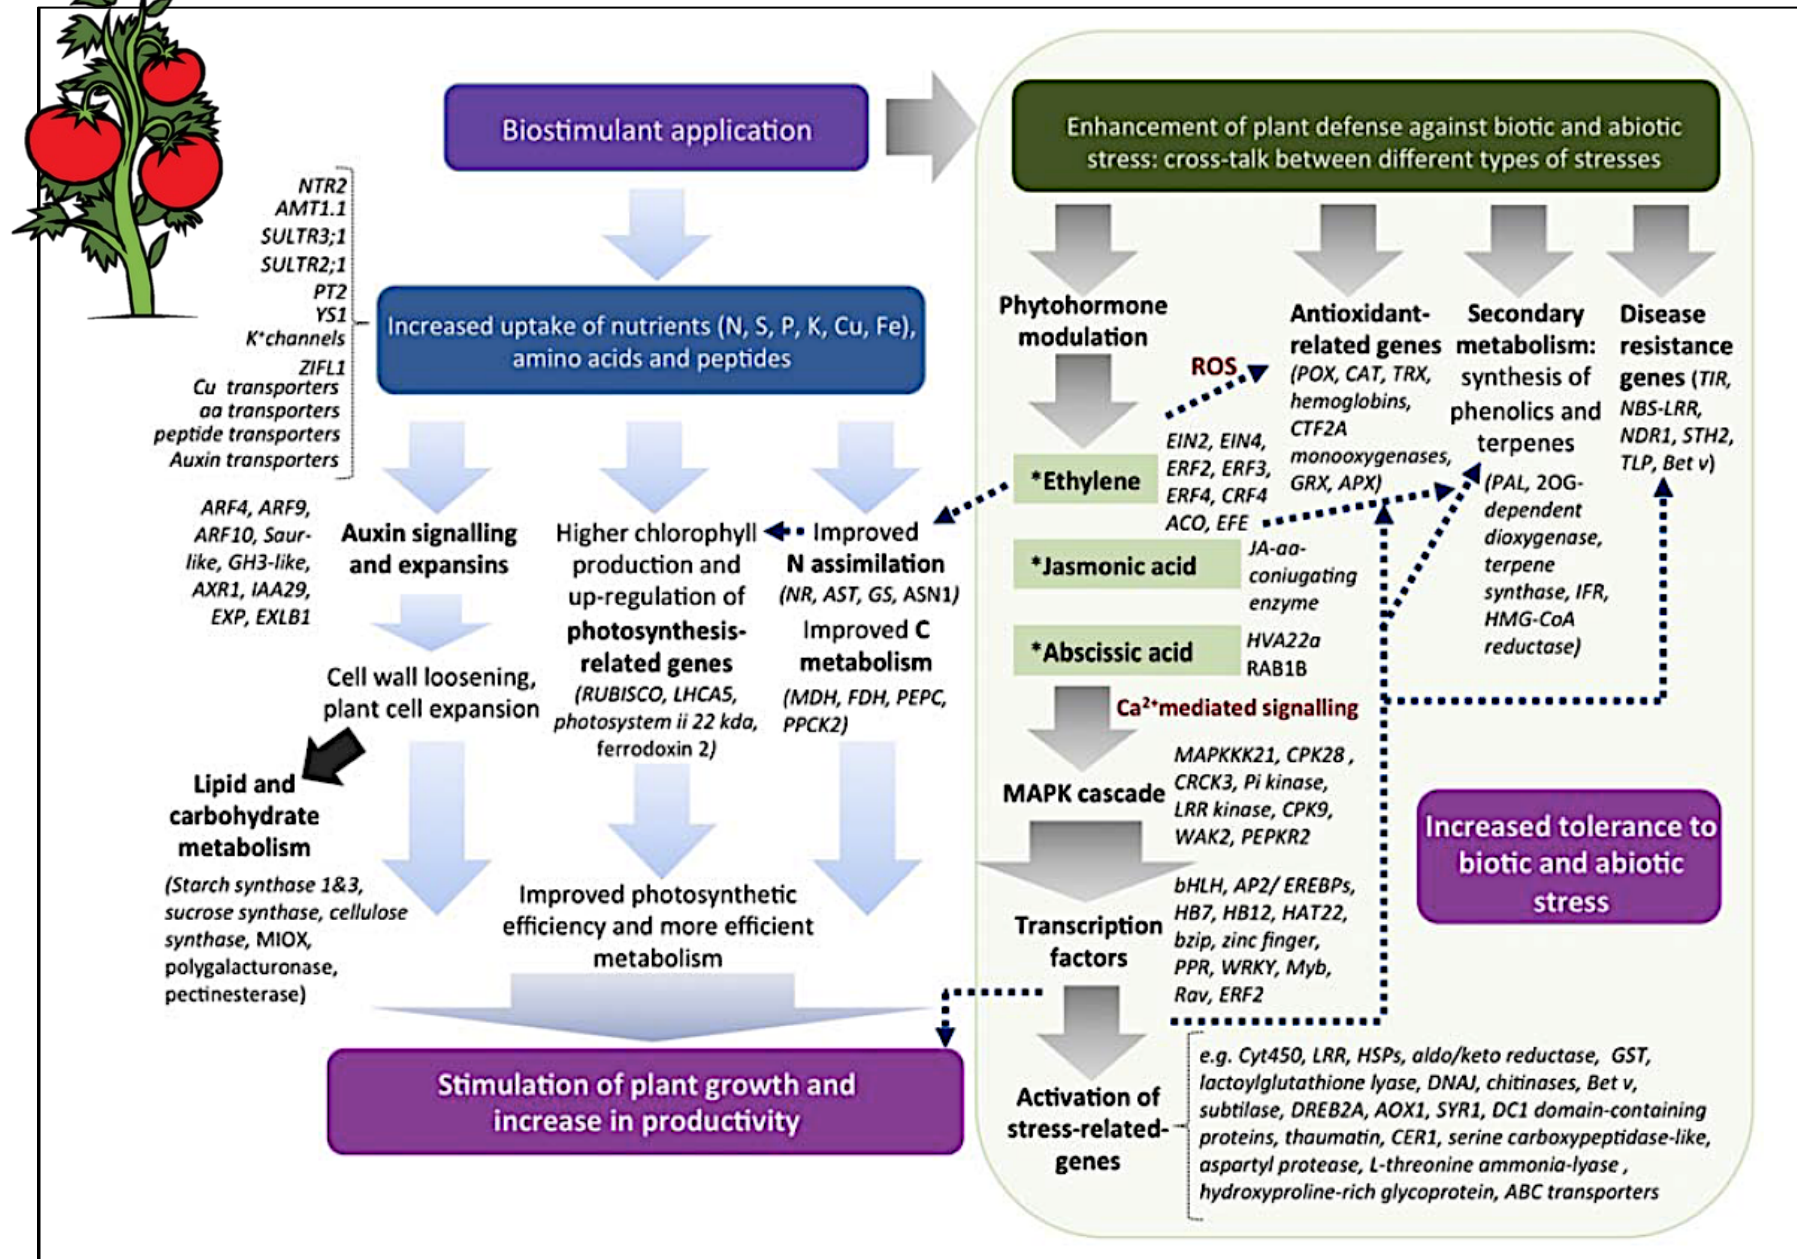 Biostimulant application
Enhancement of plant defense against biotic and abiotic
stress: cross-talk between different types of stresses
NTR2
AMT1.1
SULTR3;1
SULTR2;1
PT2
YS1
K⁺channels
ZIFL1
Cu transporters
aa transporters
peptide transporters
Auxin transporters
Increased uptake of nutrients (N, S, P, K, Cu, Fe),
amino acids and peptides
ARF4, ARF9,
ARF10, Saur-
like, GH3-like,
AXR1, IAA29,
EXP, EXLB1
Auxin signalling
and expansins
Cell wall loosening,
plant cell expansion
Lipid and
carbohydrate
metabolism
(Starch synthase 1&3,
sucrose synthase, cellulose
synthase, MIOX,
polygalacturonase,
pectinesterase)
Higher chlorophyll
production and
up-regulation of
photosynthesis-
related genes
(RUBISCO, LHCA5,
photosystem ii 22 kda,
ferrodoxin 2)
Improved
N assimilation
(NR, AST, GS, ASN1)
Improved C
metabolism
(MDH, FDH, PEPC,
PPCK2)
Improved photosynthetic
efficiency and more efficient
metabolism
Stimulation of plant growth and
increase in productivity
Phytohormone
modulation
ROS
*Ethylene
EIN2, EIN4,
ERF2, ERF3,
ERF4, CRF4
ACO, EFE
*Jasmonic acid
JA-aa-
coniugating
enzyme
*Abscissic acid
HVA22a
RAB1B
Ca²⁺mediated signalling
MAPK cascade
MAPKKK21, CPK28 ,
CRCK3, Pi kinase,
LRR kinase, CPK9,
WAK2, PEPKR2
Transcription
factors
bHLH, AP2/ EREBPs,
HB7, HB12, HAT22,
bzip, zinc finger,
PPR, WRKY, Myb,
Rav, ERF2
Activation of
stress-related-
genes
e.g. Cyt450, LRR, HSPs, aldo/keto reductase, GST,
lactoylglutathione lyase, DNAJ, chitinases, Bet v,
subtilase, DREB2A, AOX1, SYR1, DC1 domain-containing
proteins, thaumatin, CER1, serine carboxypeptidase-like,
aspartyl protease, L-threonine ammonia-lyase ,
hydroxyproline-rich glycoprotein, ABC transporters
Antioxidant-
related genes
(POX, CAT, TRX,
hemoglobins,
CTF2A
monooxygenases,
GRX, APX)
Secondary
metabolism:
synthesis of
phenolics and
terpenes
(PAL, 2OG-
dependent
dioxygenase,
terpene
synthase, IFR,
HMG-CoA
reductase)
Disease
resistance
genes (TIR,
NBS-LRR,
NDR1, STH2,
TLP, Bet v)
Increased tolerance to
biotic and abiotic
stress